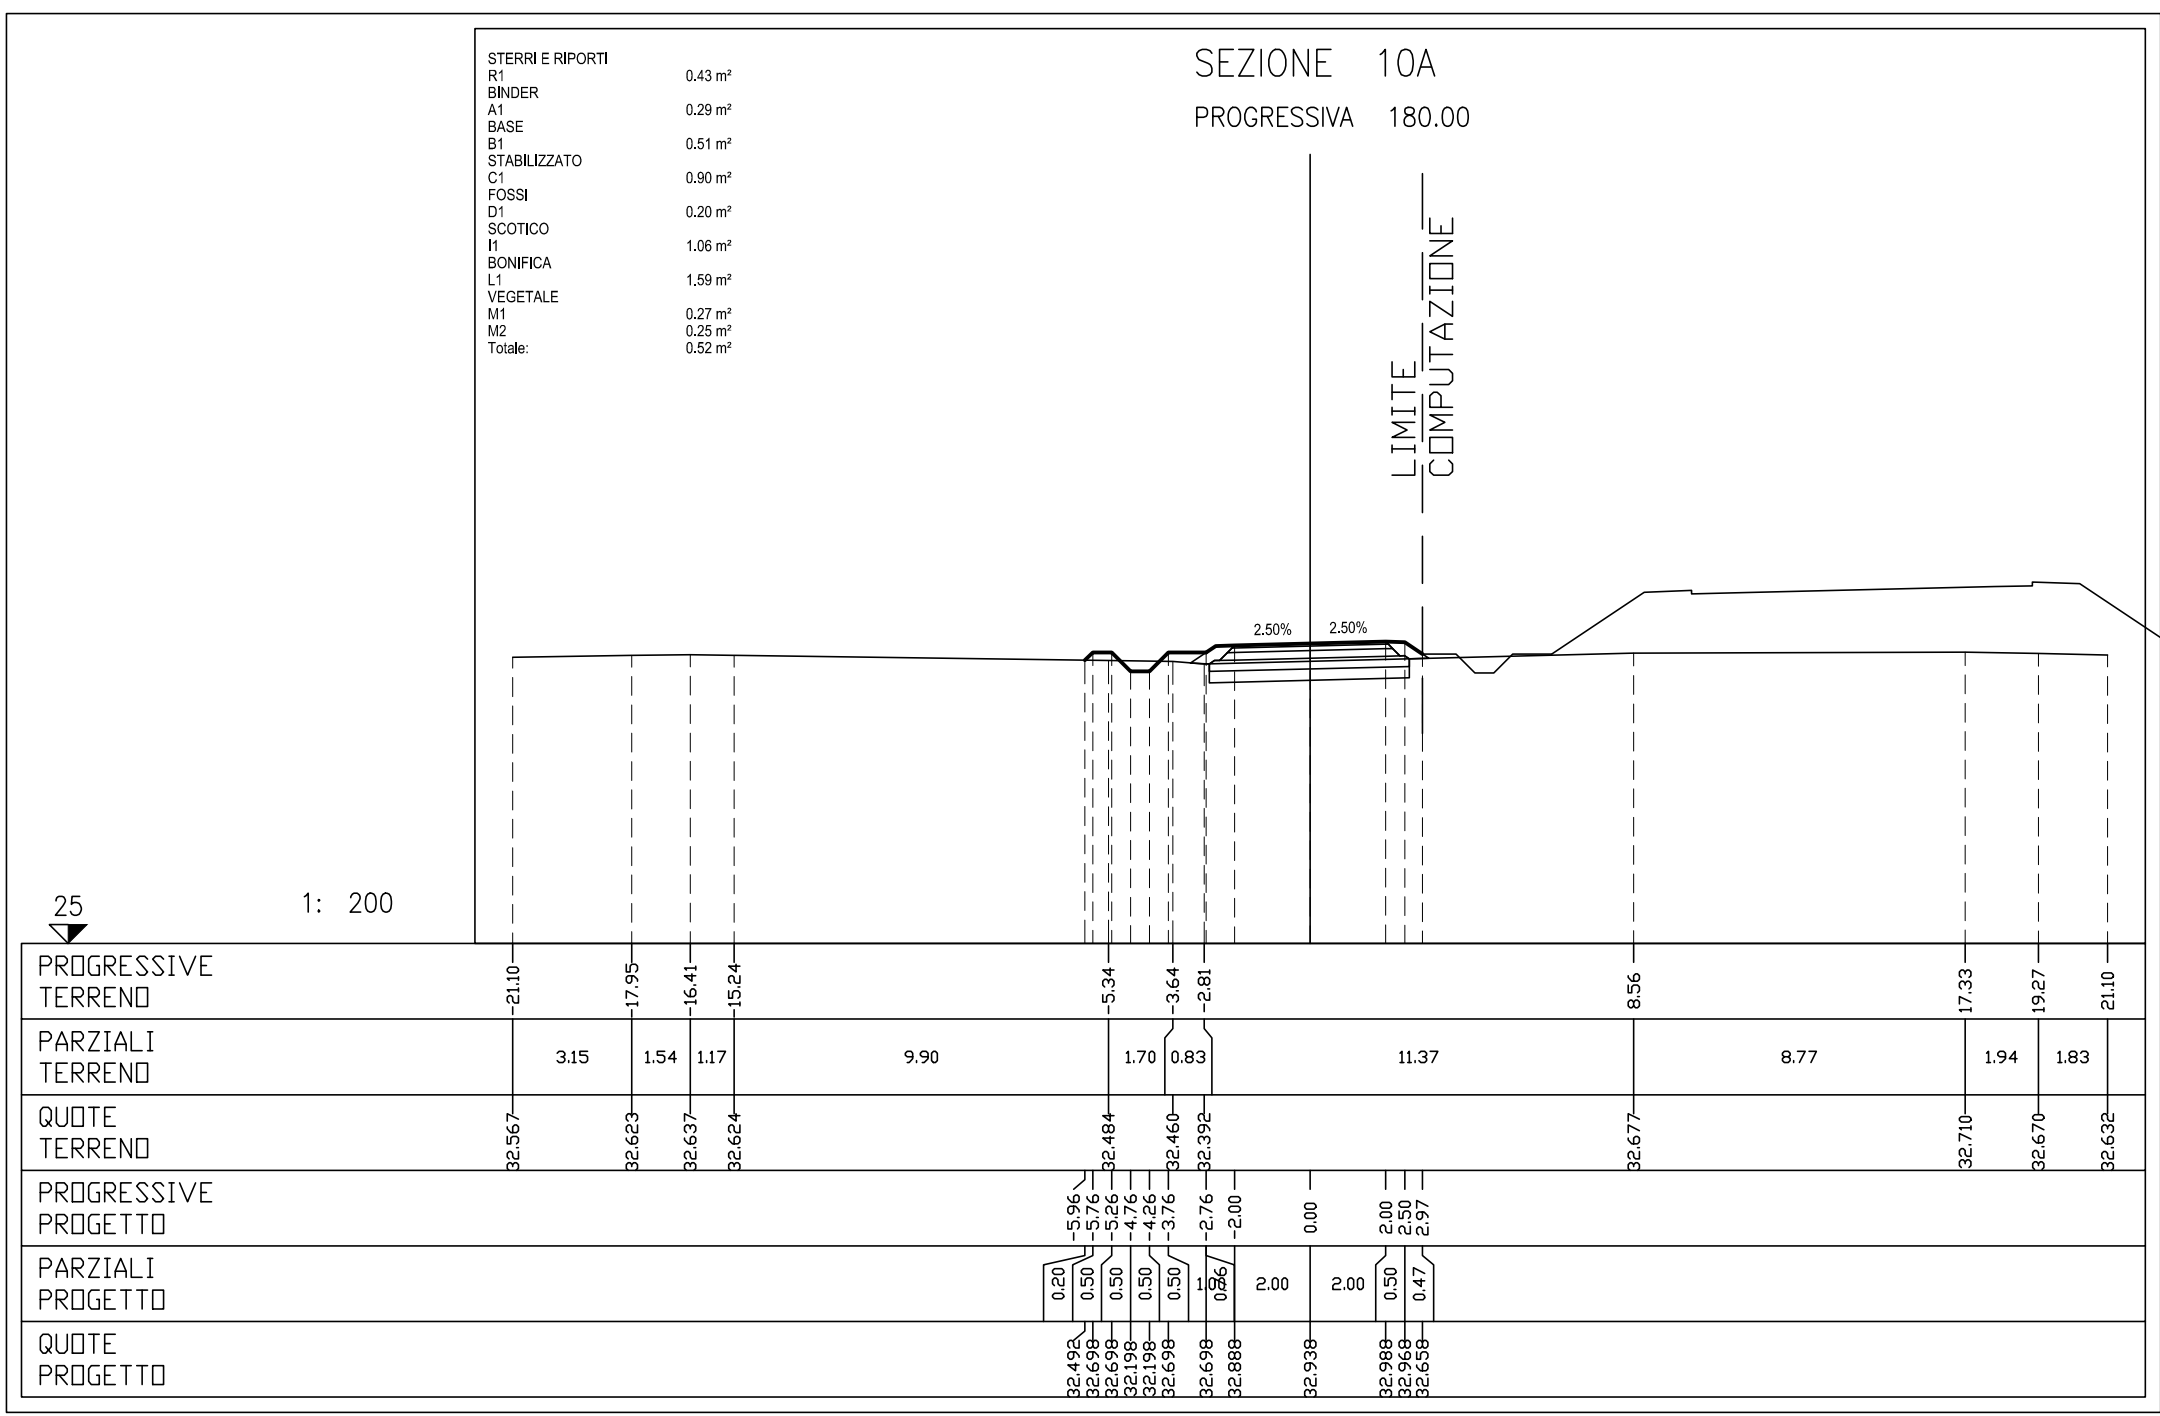 STERRI E RIPORTI
R1 0.43 m²
BINDER
A1 0.29 m²
BASE
B1 0.51 m²
STABILIZZATO
C1 0.90 m²
FOSSI
D1 0.20 m²
SCOTICO
I1 1.06 m²
BONIFICA
L1 1.59 m²
VEGETALE
M1 0.27 m²
M2 0.25 m²
Totale: 0.52 m²
SEZIONE 10A
PROGRESSIVA 180.00
LIMITE
COMPUTAZIONE
2.50% 2.50%
25
1: 200
PROGRESSIVE
TERRENO
-21.10 -17.95 -16.41 -15.24 -5.34 -3.64 -2.81 8.56 17.33 19.27 21.10
PARZIALI
TERRENO
3.15 1.54 1.17 9.90 1.70 0.83 11.37 8.77 1.94 1.83
QUOTE
TERRENO
32.567 32.623 32.637 32.624 32.484 32.460 32.392 32.677 32.710 32.670 32.632
PROGRESSIVE
PROGETTO
-5.96 -5.76 -5.26 -4.76 -4.26 -3.76 -2.76 -2.00 0.00 2.00 2.50 2.97
PARZIALI
PROGETTO
0.20 0.50 0.50 0.50 0.50 0.76 2.00 2.00 0.50 0.47
QUOTE
PROGETTO
32.492 32.698 32.698 32.198 32.198 32.698 32.698 32.888 32.938 32.988 32.968 32.658